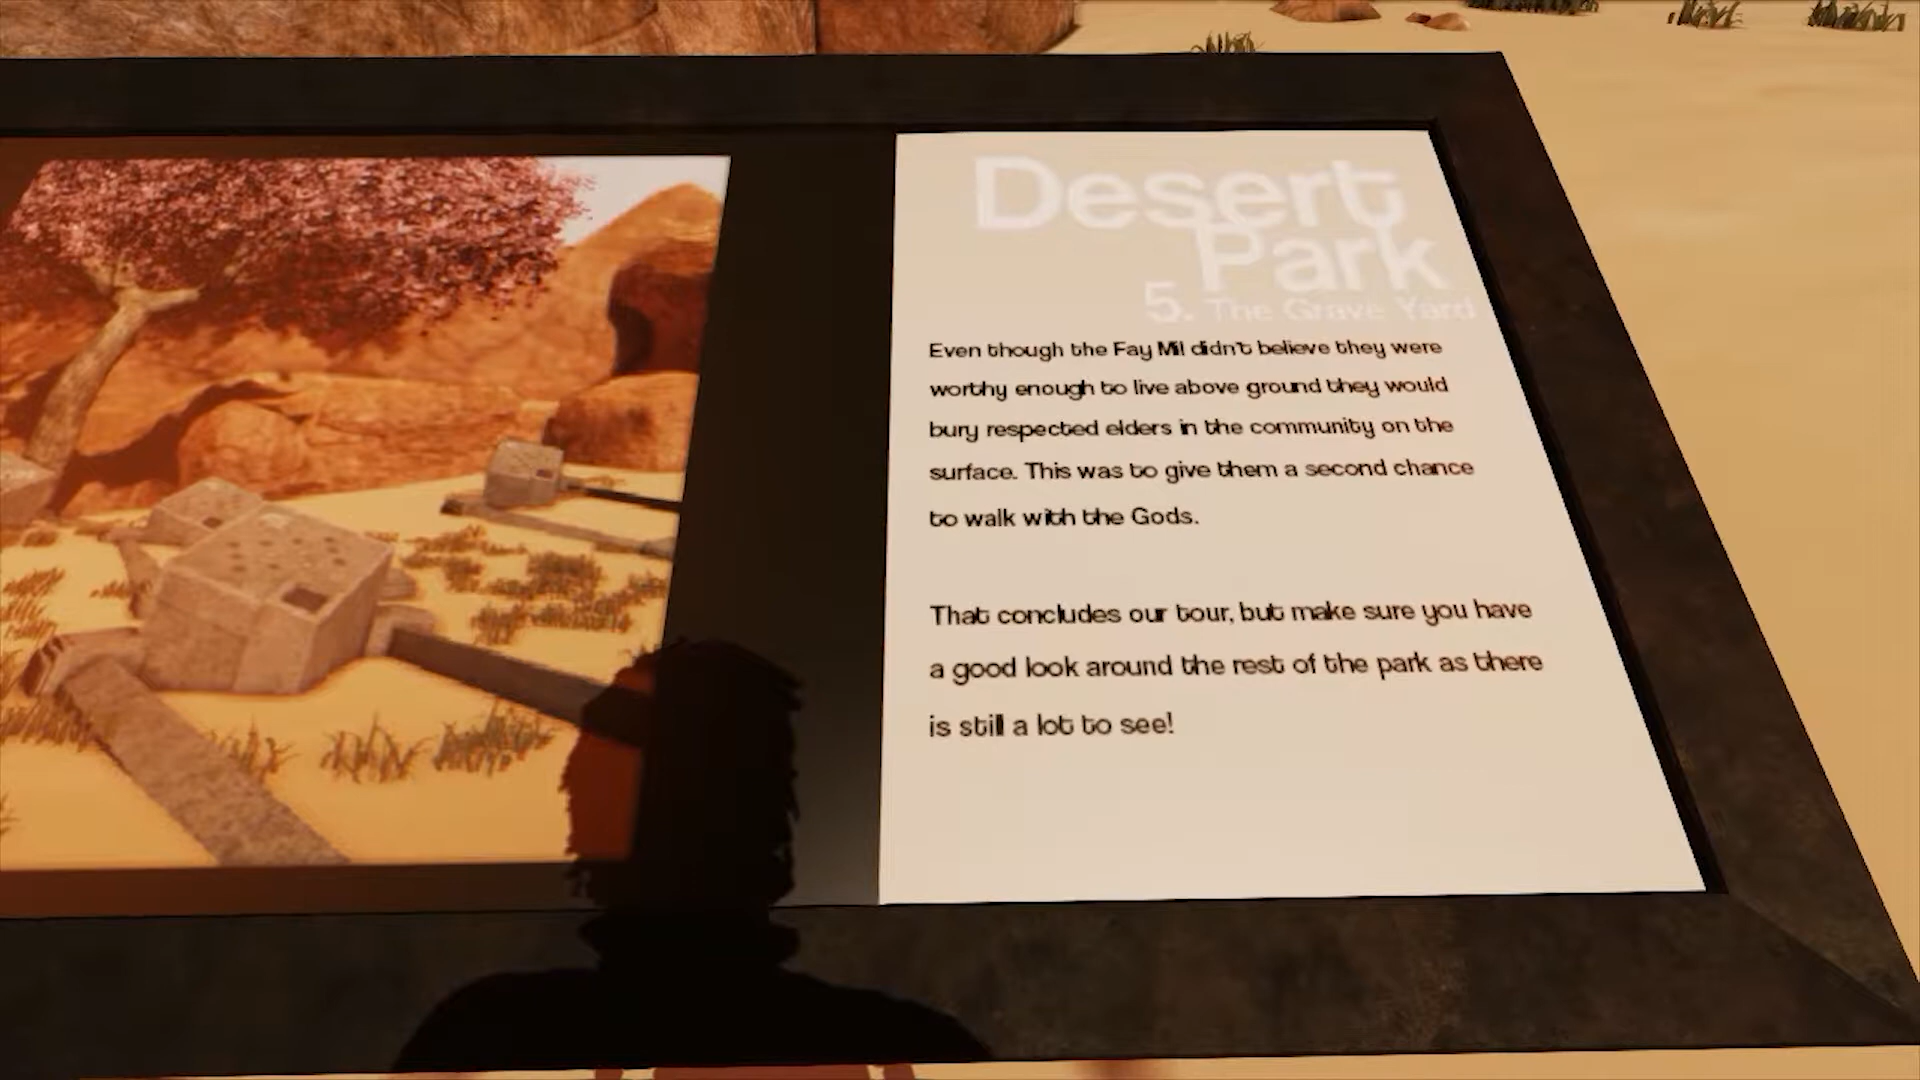 Desert
Park
5. The Grave Yard
Even though the Fay Mil didn't believe they were
worthy enough to live above ground they would
bury respected elders in the community on the
surface. This was to give them a second chance
to walk with the Gods.
That concludes our tour, but make sure you have
a good look around the rest of the park as there
is still a lot to see!